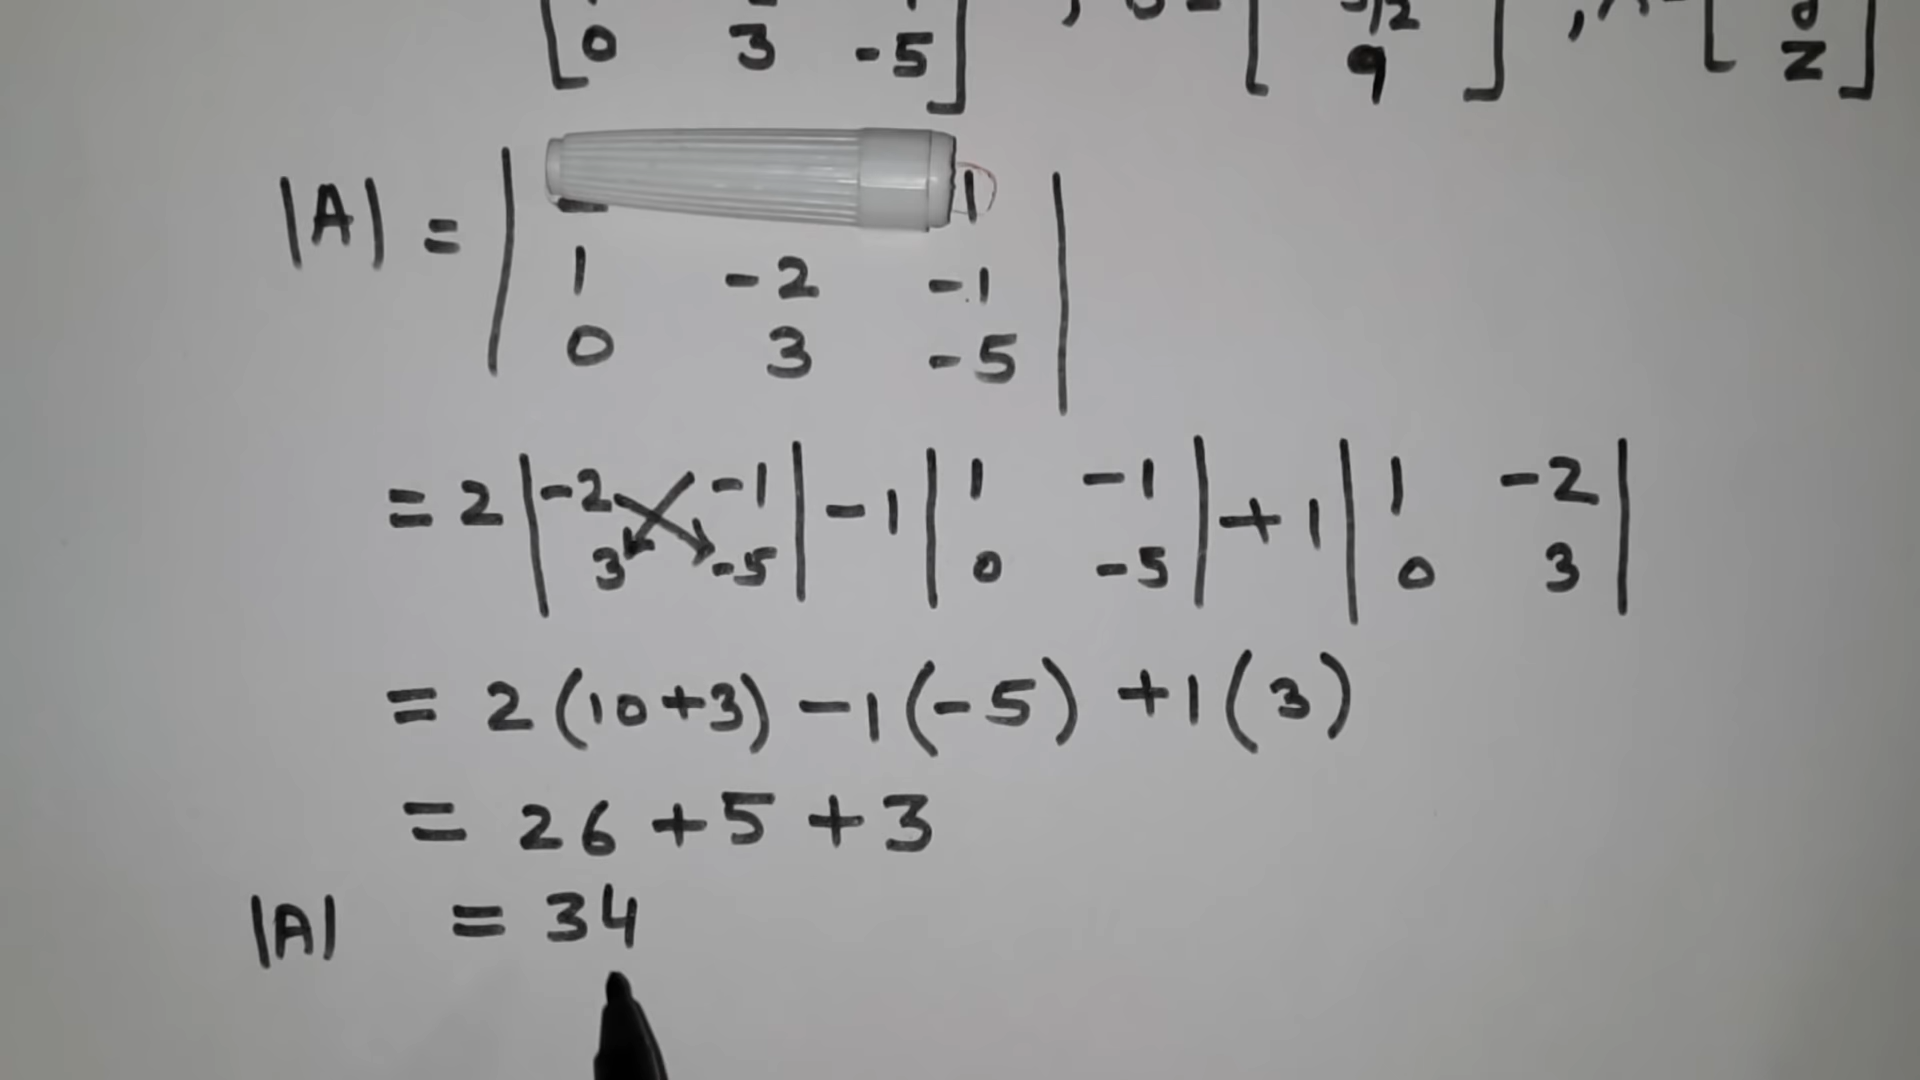 0 3 -5 , 9 , z
|A| = | 1 |
1 -2 -1
0 3 -5
= 2 | -2 -1 | - 1 | 1 -1 | + 1 | 1 -2 |
3 -5 0 -5 0 3
= 2 (10+3) - 1 (-5) + 1 (3)
= 26 + 5 + 3
|A| = 34